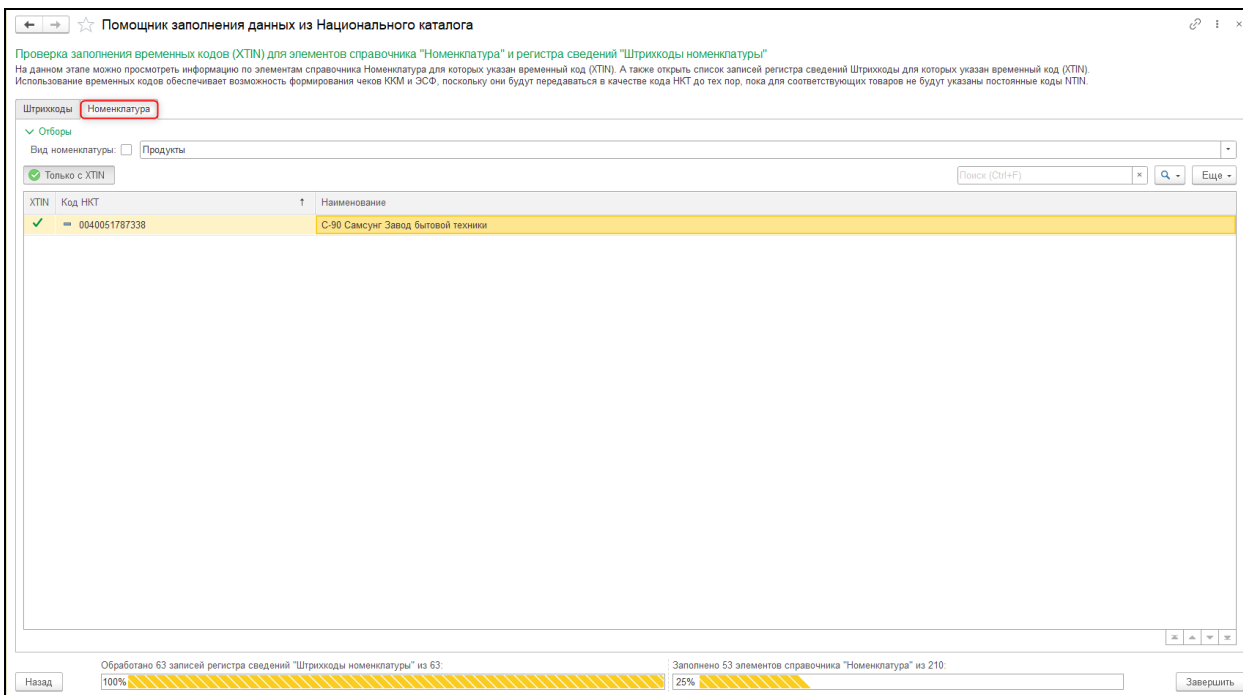 Помощник заполнения данных из Национального каталога
Проверка заполнения временных кодов (XTIN) для элементов справочника "Номенклатура" и регистра сведений "Штрихкоды номенклатуры"
На данном этапе можно просмотреть информацию по элементам справочника Номенклатура для которых указан временный код (XTIN). А также открыть список записей регистра сведений Штрихкоды для которых указан временный код (XTIN).
Использование временных кодов обеспечивает возможность формирования чеков ККМ и ЭСФ, поскольку они будут передаваться в качестве кода НКТ до тех пор, пока для соответствующих товаров не будут указаны постоянные коды NTIN.
Штрихкоды Номенклатура
Отборы
Вид номенклатуры: Продукты
Только с XTIN Поиск (Ctrl+F) Еще
XTIN Код НКТ Наименование
0040051787338 С-90 Самсунг Завод бытовой техники
Обработано 63 записей регистра сведений "Штрихкоды номенклатуры" из 63: Заполнено 53 элементов справочника "Номенклатура" из 210:
Назад 100% 25% Завершить